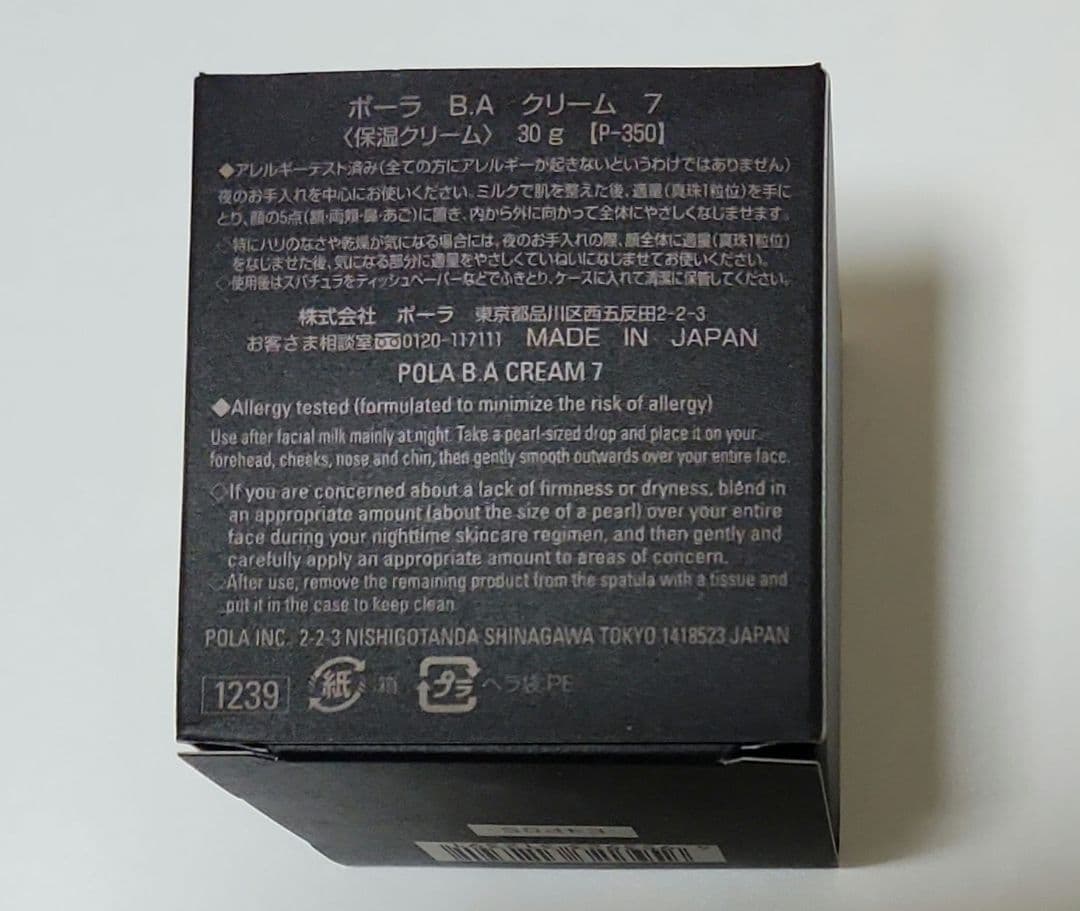 ポーラ B.A クリーム 7
〈保湿クリーム〉 30g 【P-350】
◆アレルギーテスト済み(全ての方にアレルギーが起きないというわけではありません)
夜のお手入れを中心にお使いください。ミルクで肌を整えた後、適量(真珠1粒位)を手に
とり、顔の5点(額・両頬・鼻・あご)に置き、内から外に向かって全体にやさしくなじませます。
◇特にハリのなさや乾燥が気になる場合には、夜のお手入れの際、顔全体に適量(真珠1粒位)
をなじませた後、気になる部分に適量をやさしくていねいになじませてお使いください。
◇使用後はスパチュラをティッシュペーパーなどでふきとり、ケースに入れて清潔に保管してください。
株式会社 ポーラ 東京都品川区西五反田2-2-3
お客さま相談室 0120-117111 MADE IN JAPAN
POLA B.A CREAM 7
◆Allergy tested (formulated to minimize the risk of allergy)
Use after facial milk mainly at night. Take a pearl-sized drop and place it on your
forehead, cheeks, nose and chin, then gently smooth outwards over your entire face.
◇If you are concerned about a lack of firmness or dryness, blend in
an appropriate amount (about the size of a pearl) over your entire
face during your nighttime skincare regimen, and then gently and
carefully apply an appropriate amount to areas of concern.
◇After use, remove the remaining product from the spatula with a tissue and
put it in the case to keep clean.
POLA INC. 2-2-3 NISHIGOTANDA SHINAGAWA TOKYO 1418523 JAPAN
1239 紙 箱 プラ ヘラ袋:PE